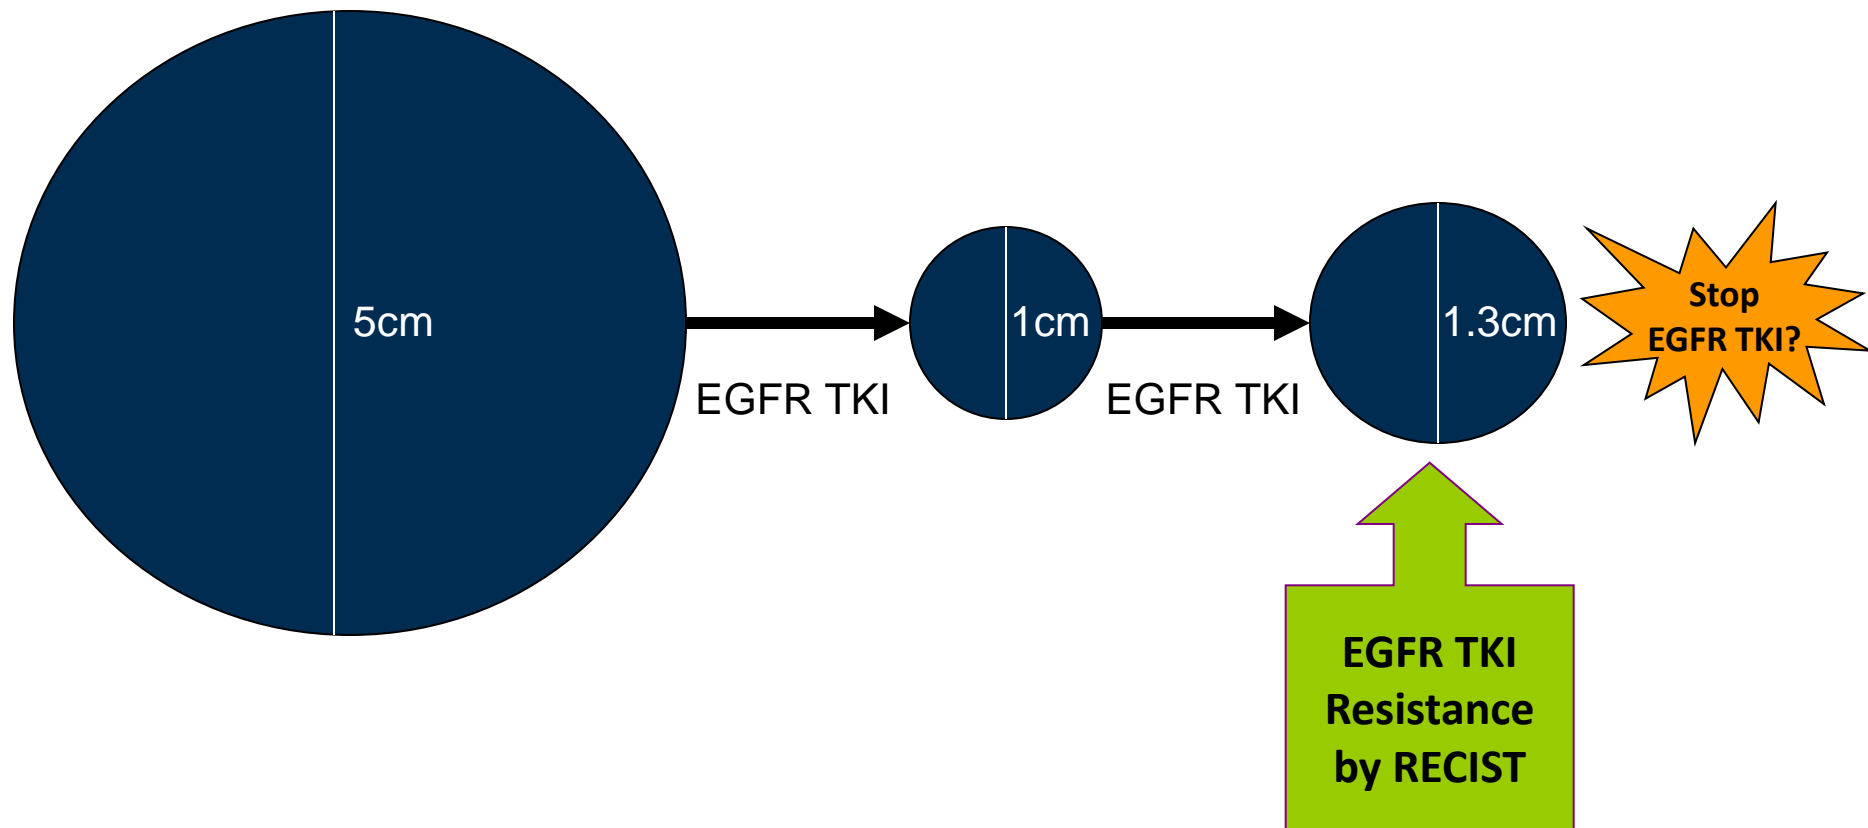 5cm
EGFR TKI
1cm
EGFR TKI
1.3cm
Stop
EGFR TKI?
EGFR TKI
Resistance
by RECIST